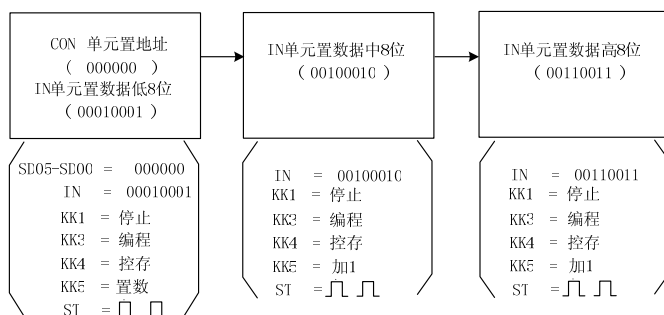 CON 单元置地址
( 000000 )
IN单元置数据低8位
(00010001)
IN单元置数据中8位
(00100010)
IN单元置数据高8位
(00110011)
SD05-SD00 = 000000
IN = 00010001
KK1 = 停止
KK3 = 编程
KK4 = 控存
KK5 = 置数
ST =
IN = 00100010
KK1 = 停止
KK3 = 编程
KK4 = 控存
KK5 = 加1
ST =
IN = 00110011
KK1 = 停止
KK3 = 编程
KK4 = 控存
KK5 = 加1
ST =